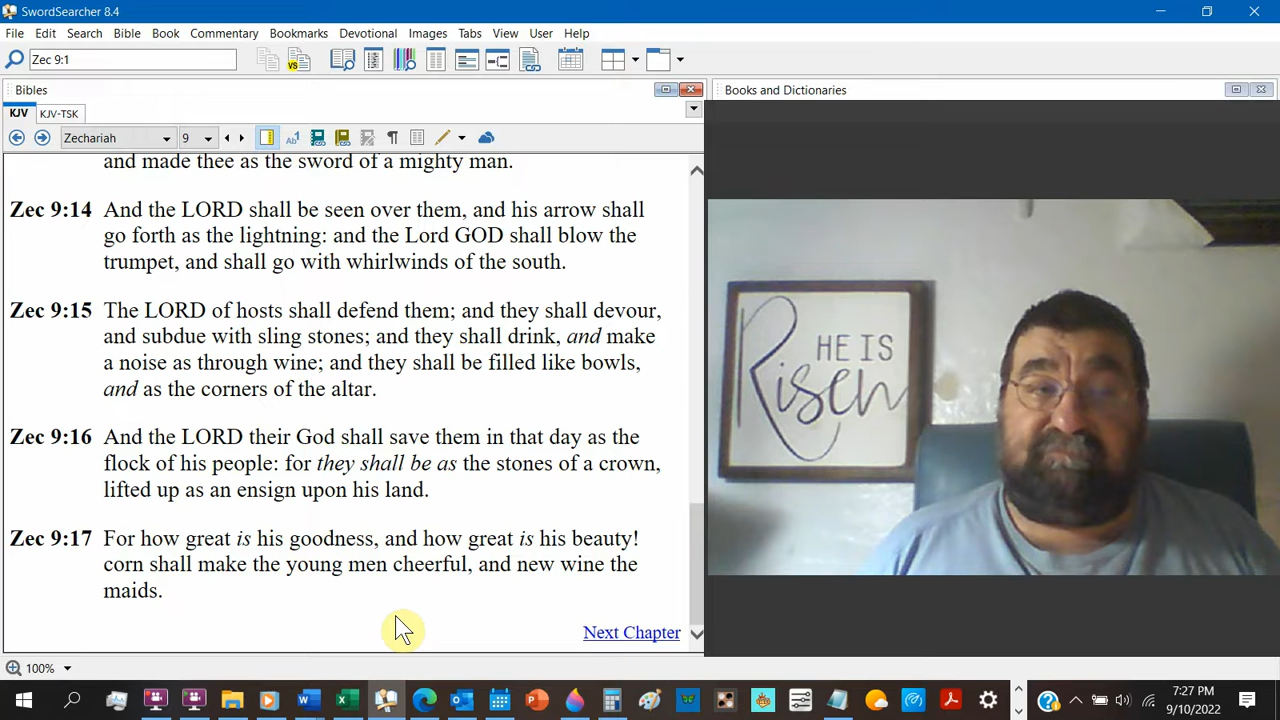 SwordSearcher 8.4
File Edit Search Bible Book Commentary Bookmarks Devotional Images Tabs View User Help
Zec 9:1
VS
Bibles
Books and Dictionaries
KJV KJV-TSK
Zechariah 9
and made thee as the sword of a mighty man.
Zec 9:14 And the LORD shall be seen over them, and his arrow shall
go forth as the lightning: and the Lord GOD shall blow the
trumpet, and shall go with whirlwinds of the south.
Zec 9:15 The LORD of hosts shall defend them; and they shall devour,
and subdue with sling stones; and they shall drink, and make
a noise as through wine; and they shall be filled like bowls,
and as the corners of the altar.
Zec 9:16 And the LORD their God shall save them in that day as the
flock of his people: for they shall be as the stones of a crown,
lifted up as an ensign upon his land.
Zec 9:17 For how great is his goodness, and how great is his beauty!
corn shall make the young men cheerful, and new wine the
maids.
Next Chapter
HE IS
Risen
100%
7:27 PM
9/10/2022